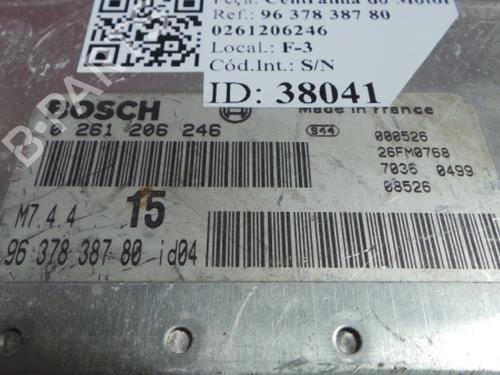 Peça: Centralina do Motor
Ref.: 96 378 387 80
0261206246
Local.: F-3
Cód.Int.: S/N
ID: 38041
BOSCH
Made in France
0 261 206 246
S44
000526
26FM0768
7036 0499
08526
M7.4.4 15
96 378 387 80 id04
B-PARTS